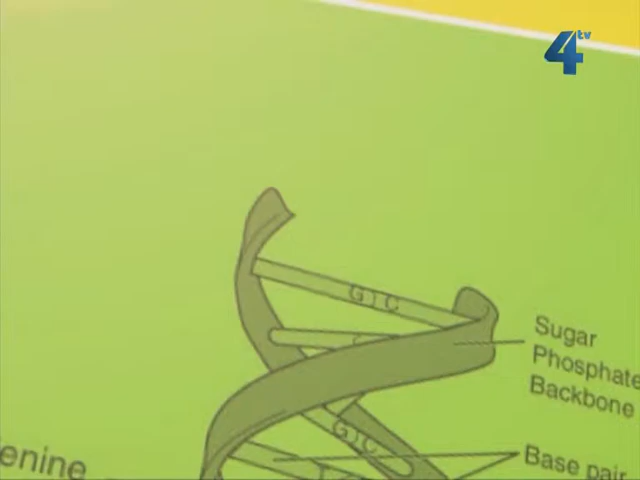 4tv
G C
Sugar
Phosphate
Backbone
G C
enine
Base pair